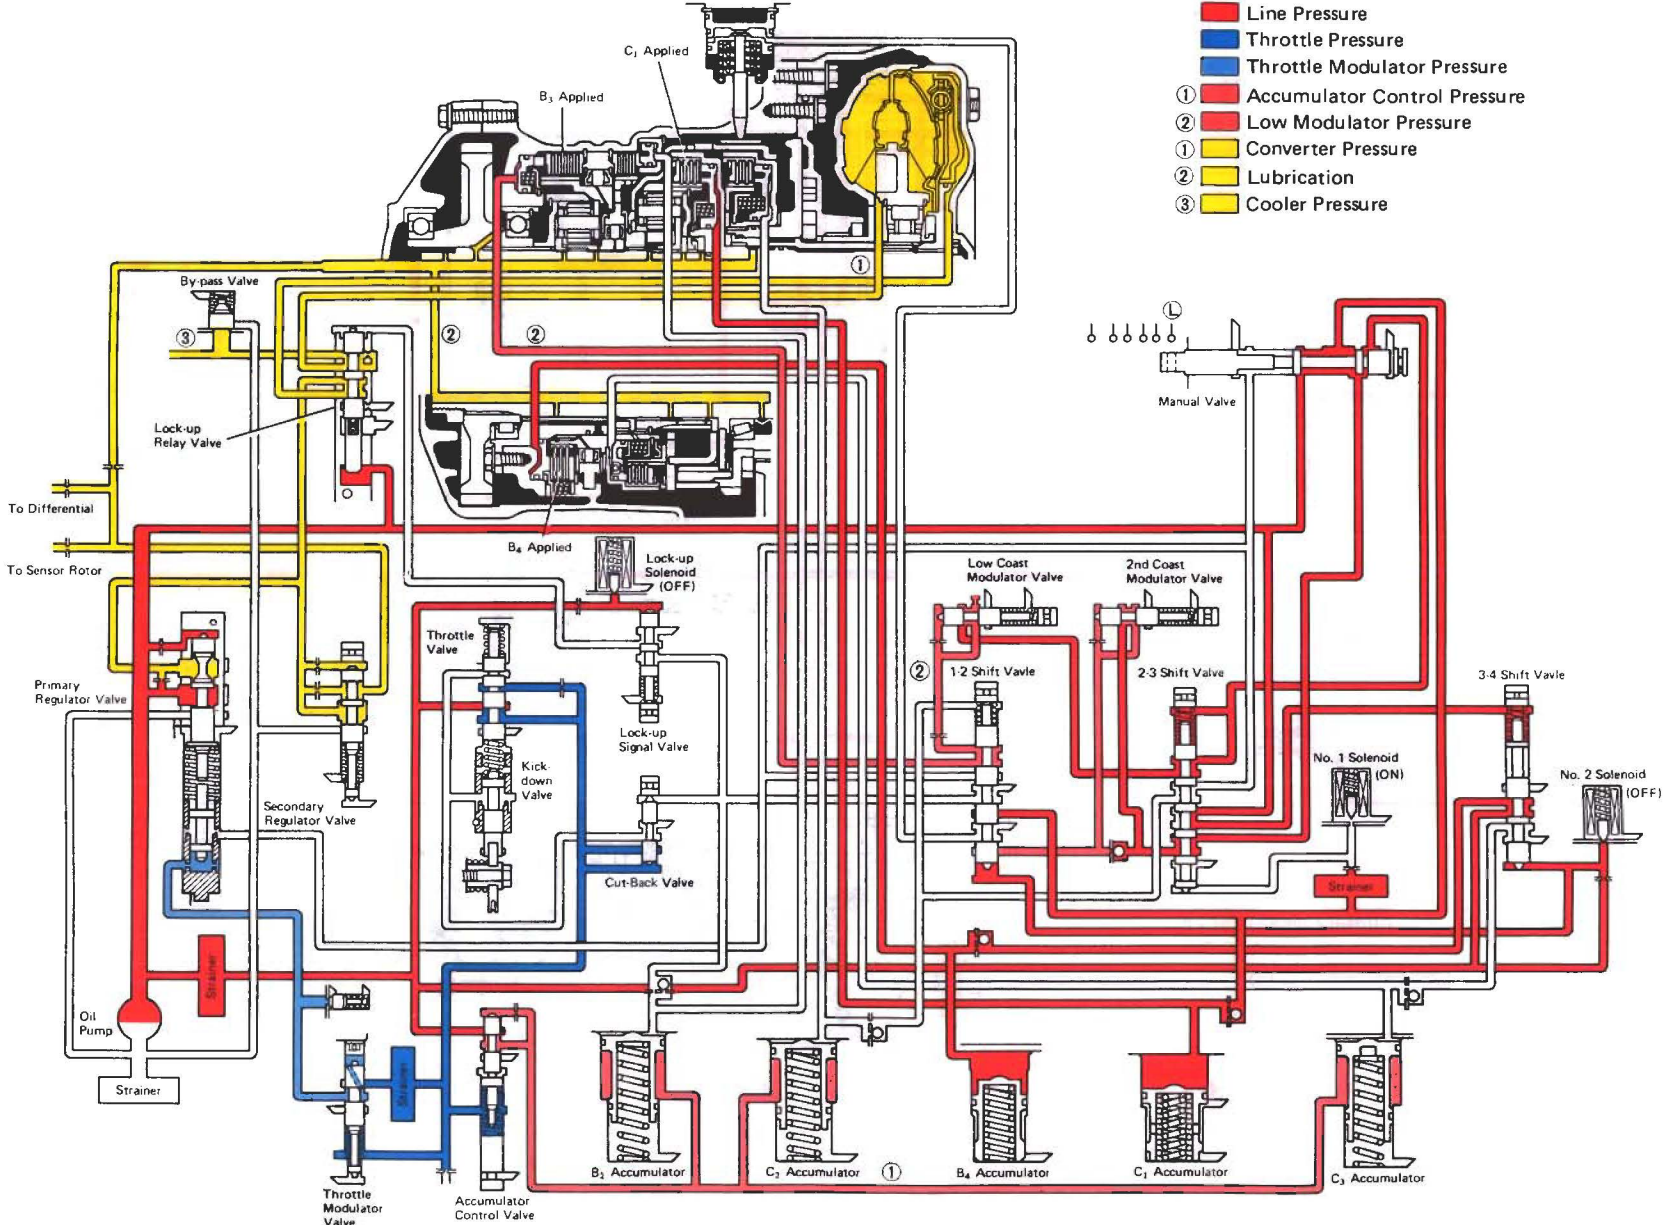 Line Pressure
Throttle Pressure
Throttle Modulator Pressure
① Accumulator Control Pressure
② Low Modulator Pressure
① Converter Pressure
② Lubrication
③ Cooler Pressure
C₁ Applied
B₃ Applied
①
By-pass Valve
③
②
②
Ⓛ
Manual Valve
Lock-up
Relay Valve
To Differential
To Sensor Rotor
B₄ Applied
Lock-up
Solenoid
(OFF)
Low Coast
Modulator Valve
2nd Coast
Modulator Valve
Throttle
Valve
②
1-2 Shift Vavle
2-3 Shift Valve
3-4 Shift Vavle
Primary
Regulator Valve
Lock-up
Signal Valve
Kick-
down
Valve
No. 1 Solenoid
(ON)
No. 2 Solenoid
(OFF)
Secondary
Regulator Valve
Cut-Back Valve
Strainer
Strainer
Oil
Pump
Strainer
Strainer
B₂ Accumulator
C₂ Accumulator
①
B₄ Accumulator
C₁ Accumulator
C₃ Accumulator
Throttle
Modulator
Valve
Accumulator
Control Valve